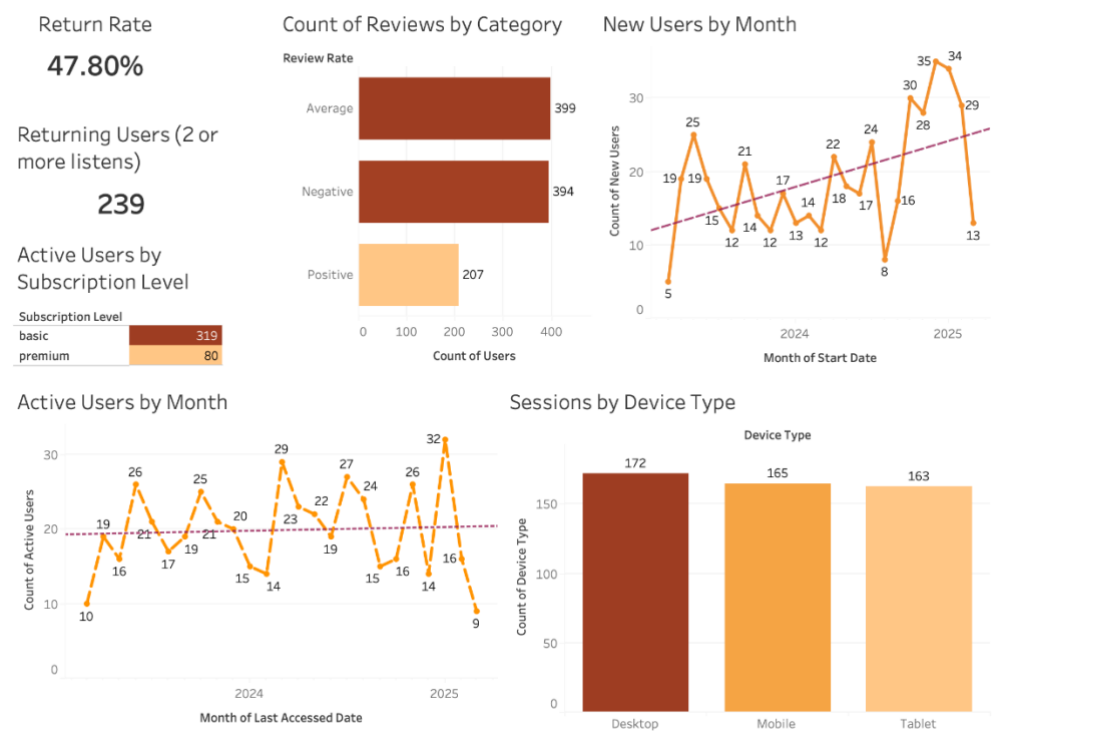 Return Rate
47.80%
Returning Users (2 or
more listens)
239
Active Users by
Subscription Level
Subscription Level
basic 319
premium 80
Count of Reviews by Category
Review Rate
Average 399
Negative 394
Positive 207
0 100 200 300 400
Count of Users
New Users by Month
Count of New Users
30
20
10
0
5
19
25
19
15
12
21
14
12
17
13
14
12
22
18
17
24
8
16
30
28
35
34
29
13
2024 2025
Month of Start Date
Active Users by Month
Count of Active Users
30
20
10
0
10
19
16
26
21
17
19
25
21
20
15
14
29
23
22
19
27
24
15
16
26
14
32
16
9
2024 2025
Month of Last Accessed Date
Sessions by Device Type
Device Type
Count of Device Type
150
100
50
0
172 165 163
Desktop Mobile Tablet